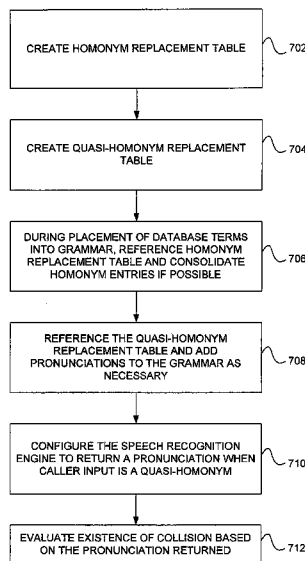 CREATE HOMONYM REPLACEMENT TABLE
702
CREATE QUASI-HOMONYM REPLACEMENT
TABLE
704
DURING PLACEMENT OF DATABASE TERMS
INTO GRAMMAR, REFERENCE HOMONYM
REPLACEMENT TABLE AND CONSOLIDATE
HOMONYM ENTRIES IF POSSIBLE
706
REFERENCE THE QUASI-HOMONYM
REPLACEMENT TABLE AND ADD
PRONUNCIATIONS TO THE GRAMMAR AS
NECESSARY
708
CONFIGURE THE SPEECH RECOGNITION
ENGINE TO RETURN A PRONUNCIATION WHEN
CALLER INPUT IS A QUASI-HOMONYM
710
EVALUATE EXISTENCE OF COLLISION BASED
ON THE PRONUNCIATION RETURNED
712